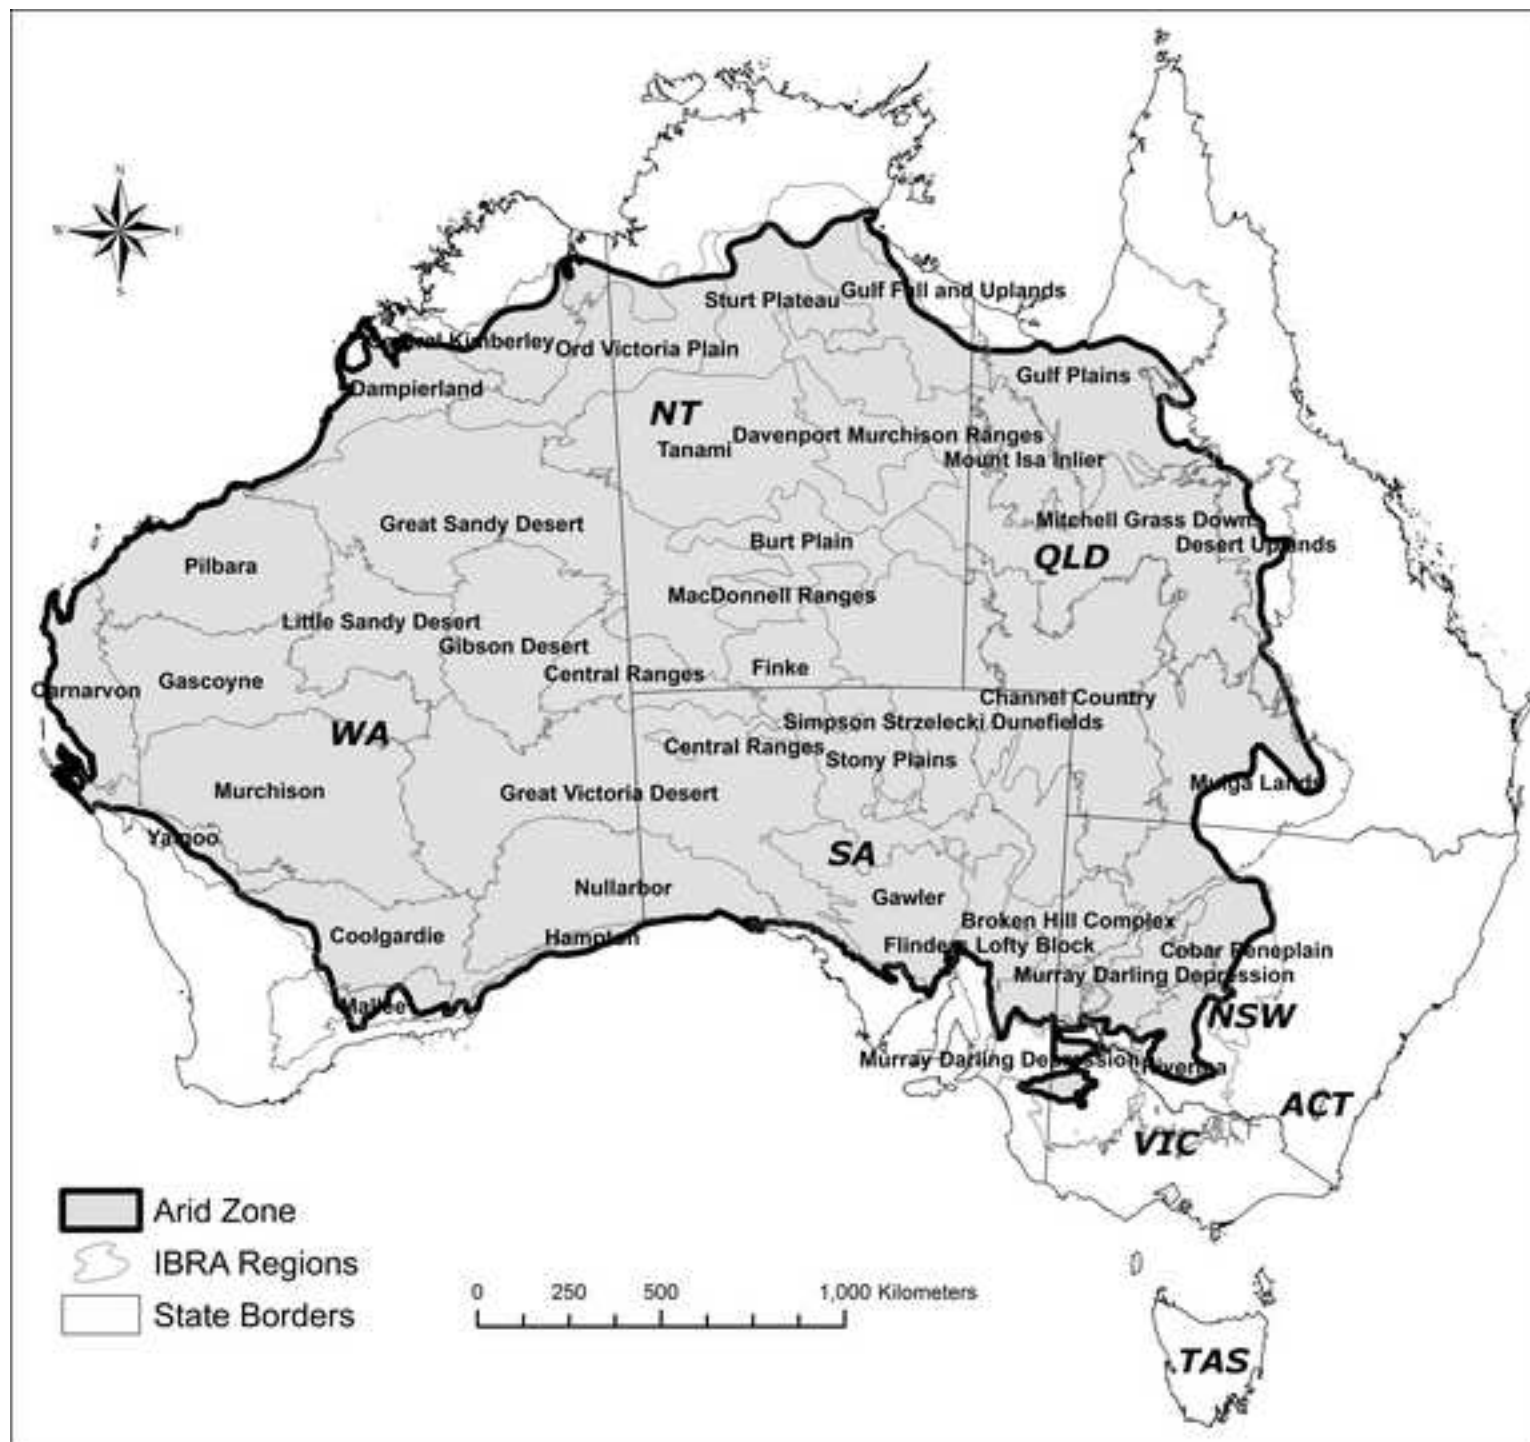 N
W
E
S
Gulf Fall and Uplands
Sturt Plateau
Central Kimberley
Ord Victoria Plain
Gulf Plains
Dampierland
NT
Davenport Murchison Ranges
Tanami
Mount Isa Inlier
Great Sandy Desert
Mitchell Grass Downs
Burt Plain
Desert Uplands
QLD
Pilbara
MacDonnell Ranges
Little Sandy Desert
Gibson Desert
Finke
Central Ranges
Gascoyne
Carnarvon
Channel Country
Simpson Strzelecki Dunefields
WA
Central Ranges
Stony Plains
Mulga Lands
Murchison
Great Victoria Desert
Yalgoo
SA
Nullarbor
Gawler
Broken Hill Complex
Coolgardie
Hampton
Flinders Lofty Block
Cobar Peneplain
Murray Darling Depression
Mallee
NSW
Murray Darling Depression
Riverina
ACT
VIC
Arid Zone
IBRA Regions
State Borders
0 250 500 1,000 Kilometers
TAS